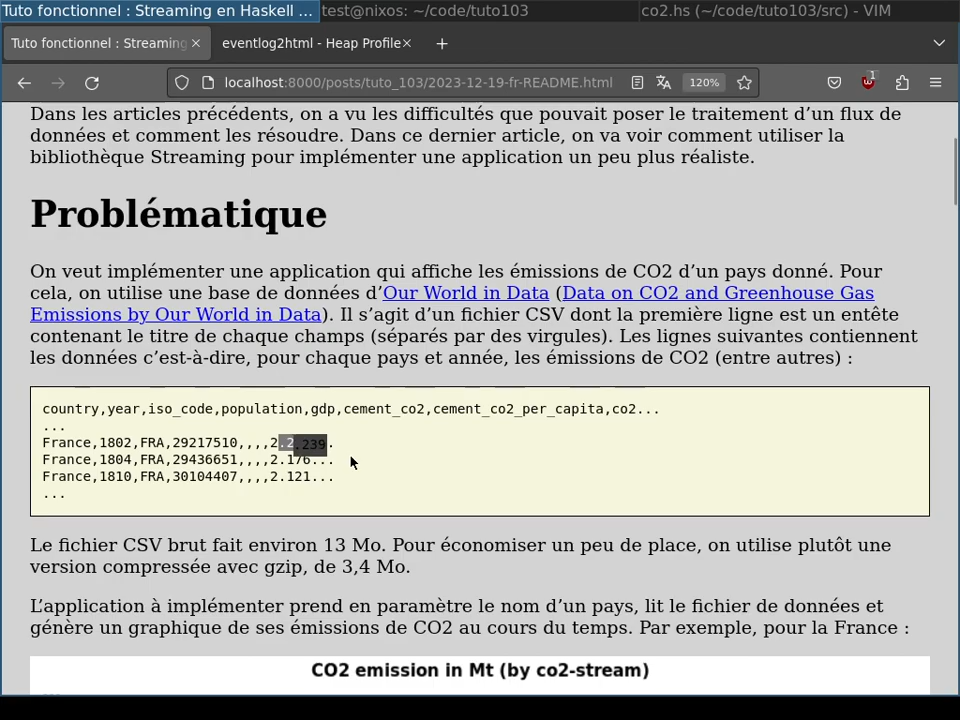 Tuto fonctionnel : Streaming en Haskell ... test@nixos: ~/code/tuto103 co2.hs (~/code/tuto103/src) - VIM
Tuto fonctionnel : Streaming eventlog2html - Heap Profile
localhost:8000/posts/tuto_103/2023-12-19-fr-README.html 120% 1
Dans les articles précédents, on a vu les difficultés que pouvait poser le traitement d’un flux de
données et comment les résoudre. Dans ce dernier article, on va voir comment utiliser la
bibliothèque Streaming pour implémenter une application un peu plus réaliste.
Problématique
On veut implémenter une application qui affiche les émissions de CO2 d’un pays donné. Pour
cela, on utilise une base de données d’Our World in Data (Data on CO2 and Greenhouse Gas
Emissions by Our World in Data). Il s’agit d’un fichier CSV dont la première ligne est un entête
contenant le titre de chaque champs (séparés par des virgules). Les lignes suivantes contiennent
les données c’est-à-dire, pour chaque pays et année, les émissions de CO2 (entre autres) :
country,year,iso_code,population,gdp,cement_co2,cement_co2_per_capita,co2...
...
France,1802,FRA,29217510,,,,2.2
France,1804,FRA,29436651,,,,2.176...
France,1810,FRA,30104407,,,,2.121...
...
Le fichier CSV brut fait environ 13 Mo. Pour économiser un peu de place, on utilise plutôt une
version compressée avec gzip, de 3,4 Mo.
L’application à implémenter prend en paramètre le nom d’un pays, lit le fichier de données et
génère un graphique de ses émissions de CO2 au cours du temps. Par exemple, pour la France :
CO2 emission in Mt (by co2-stream)